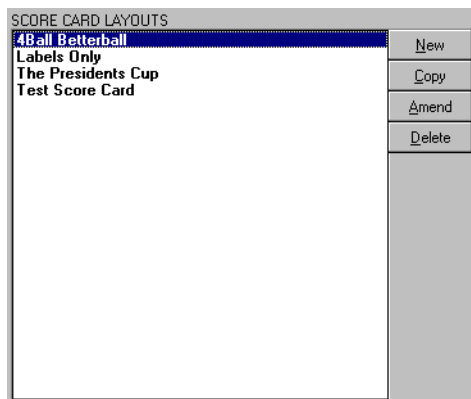 SCORE CARD LAYOUTS
4Ball Betterball
Labels Only
The Presidents Cup
Test Score Card
New
Copy
Amend
Delete